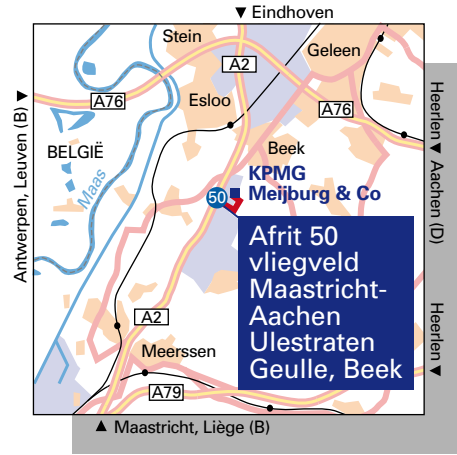 Eindhoven
Stein
Geleen
A2
A76
Esloo
A76
Antwerpen, Leuven (B)
Heerlen
Aachen (D)
BELGIË
Beek
Maas
KPMG
Meijburg & Co
50
Afrit 50
vliegveld
Maastricht-
Aachen
Ulestraten
Geulle, Beek
Heerlen
A2
Meerssen
A79
Maastricht, Liège (B)